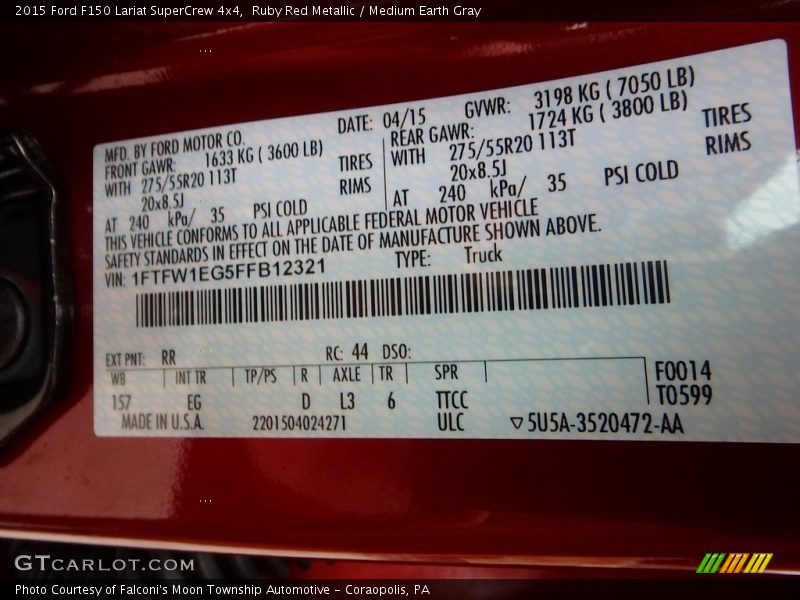 2015 Ford F150 Lariat SuperCrew 4x4,  Ruby Red Metallic / Medium Earth Gray
MFD. BY FORD MOTOR CO.
DATE: 04/15
GVWR: 3198 KG ( 7050 LB)
FRONT GAWR: 1633 KG ( 3600 LB)
REAR GAWR: 1724 KG ( 3800 LB)
WITH 275/55R20 113T TIRES
WITH 275/55R20 113T TIRES
20x8.5J RIMS
20x8.5J RIMS
AT 240 kPa/ 35 PSI COLD
AT 240 kPa/ 35 PSI COLD
THIS VEHICLE CONFORMS TO ALL APPLICABLE FEDERAL MOTOR VEHICLE
SAFETY STANDARDS IN EFFECT ON THE DATE OF MANUFACTURE SHOWN ABOVE.
VIN: 1FTFW1EG5FFB12321 TYPE: Truck
EXT PNT: RR RC: 44 DSO:
WB INT TR TP/PS R AXLE TR SPR F0014
157 EG D L3 6 TTCC T0599
MADE IN U.S.A. 2201504024271 ULC ▽5U5A-3520472-AA
GTCARLOT.COM
Photo Courtesy of Falconi's Moon Township Automotive – Coraopolis, PA